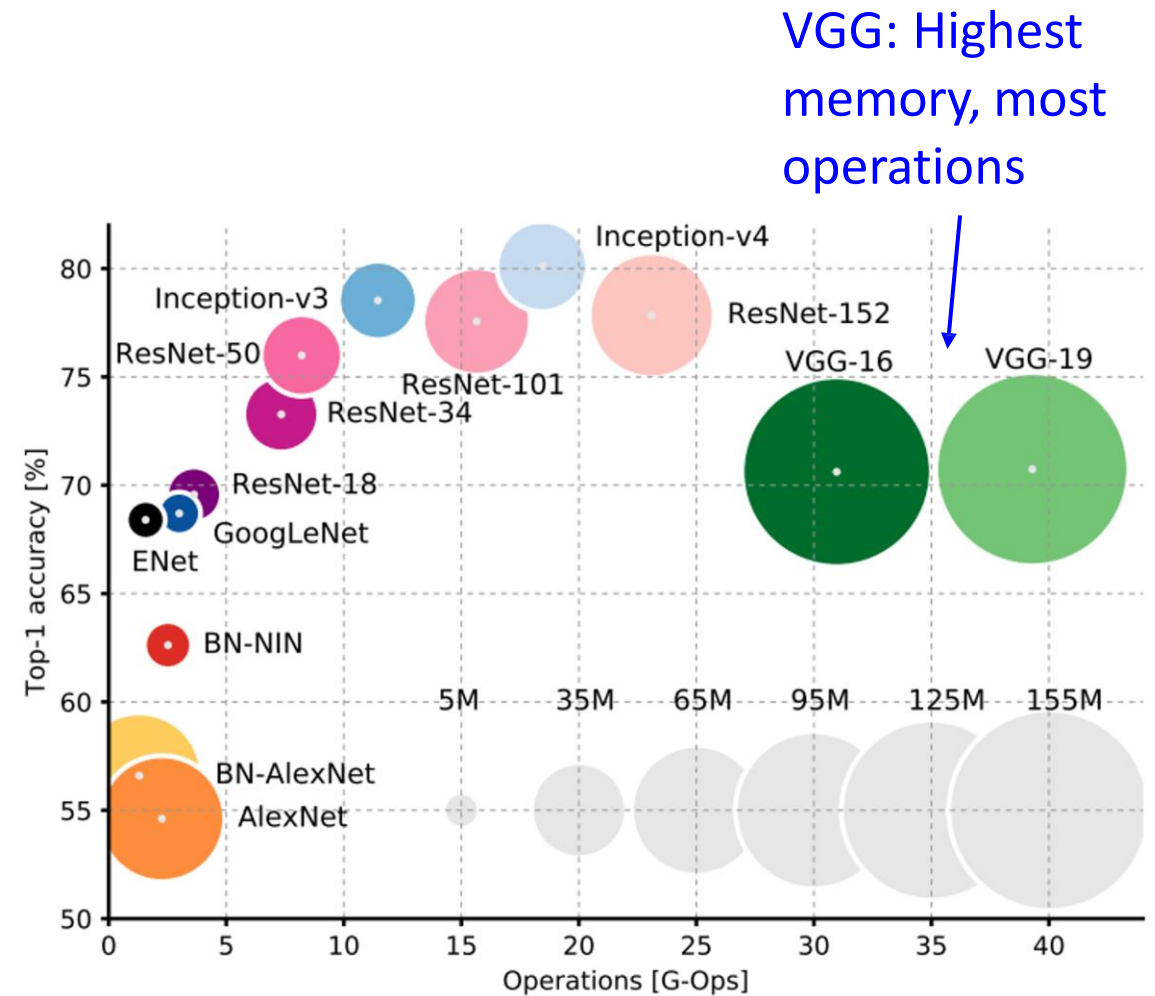 VGG: Highest
memory, most
operations
Inception-v4
Inception-v3
ResNet-152
ResNet-50
VGG-16
VGG-19
ResNet-101
ResNet-34
ResNet-18
GoogLeNet
ENet
BN-NIN
5M 35M 65M 95M 125M 155M
BN-AlexNet
AlexNet
Top-1 accuracy [%]
80
75
70
65
60
55
50
0 5 10 15 20 25 30 35 40
Operations [G-Ops]